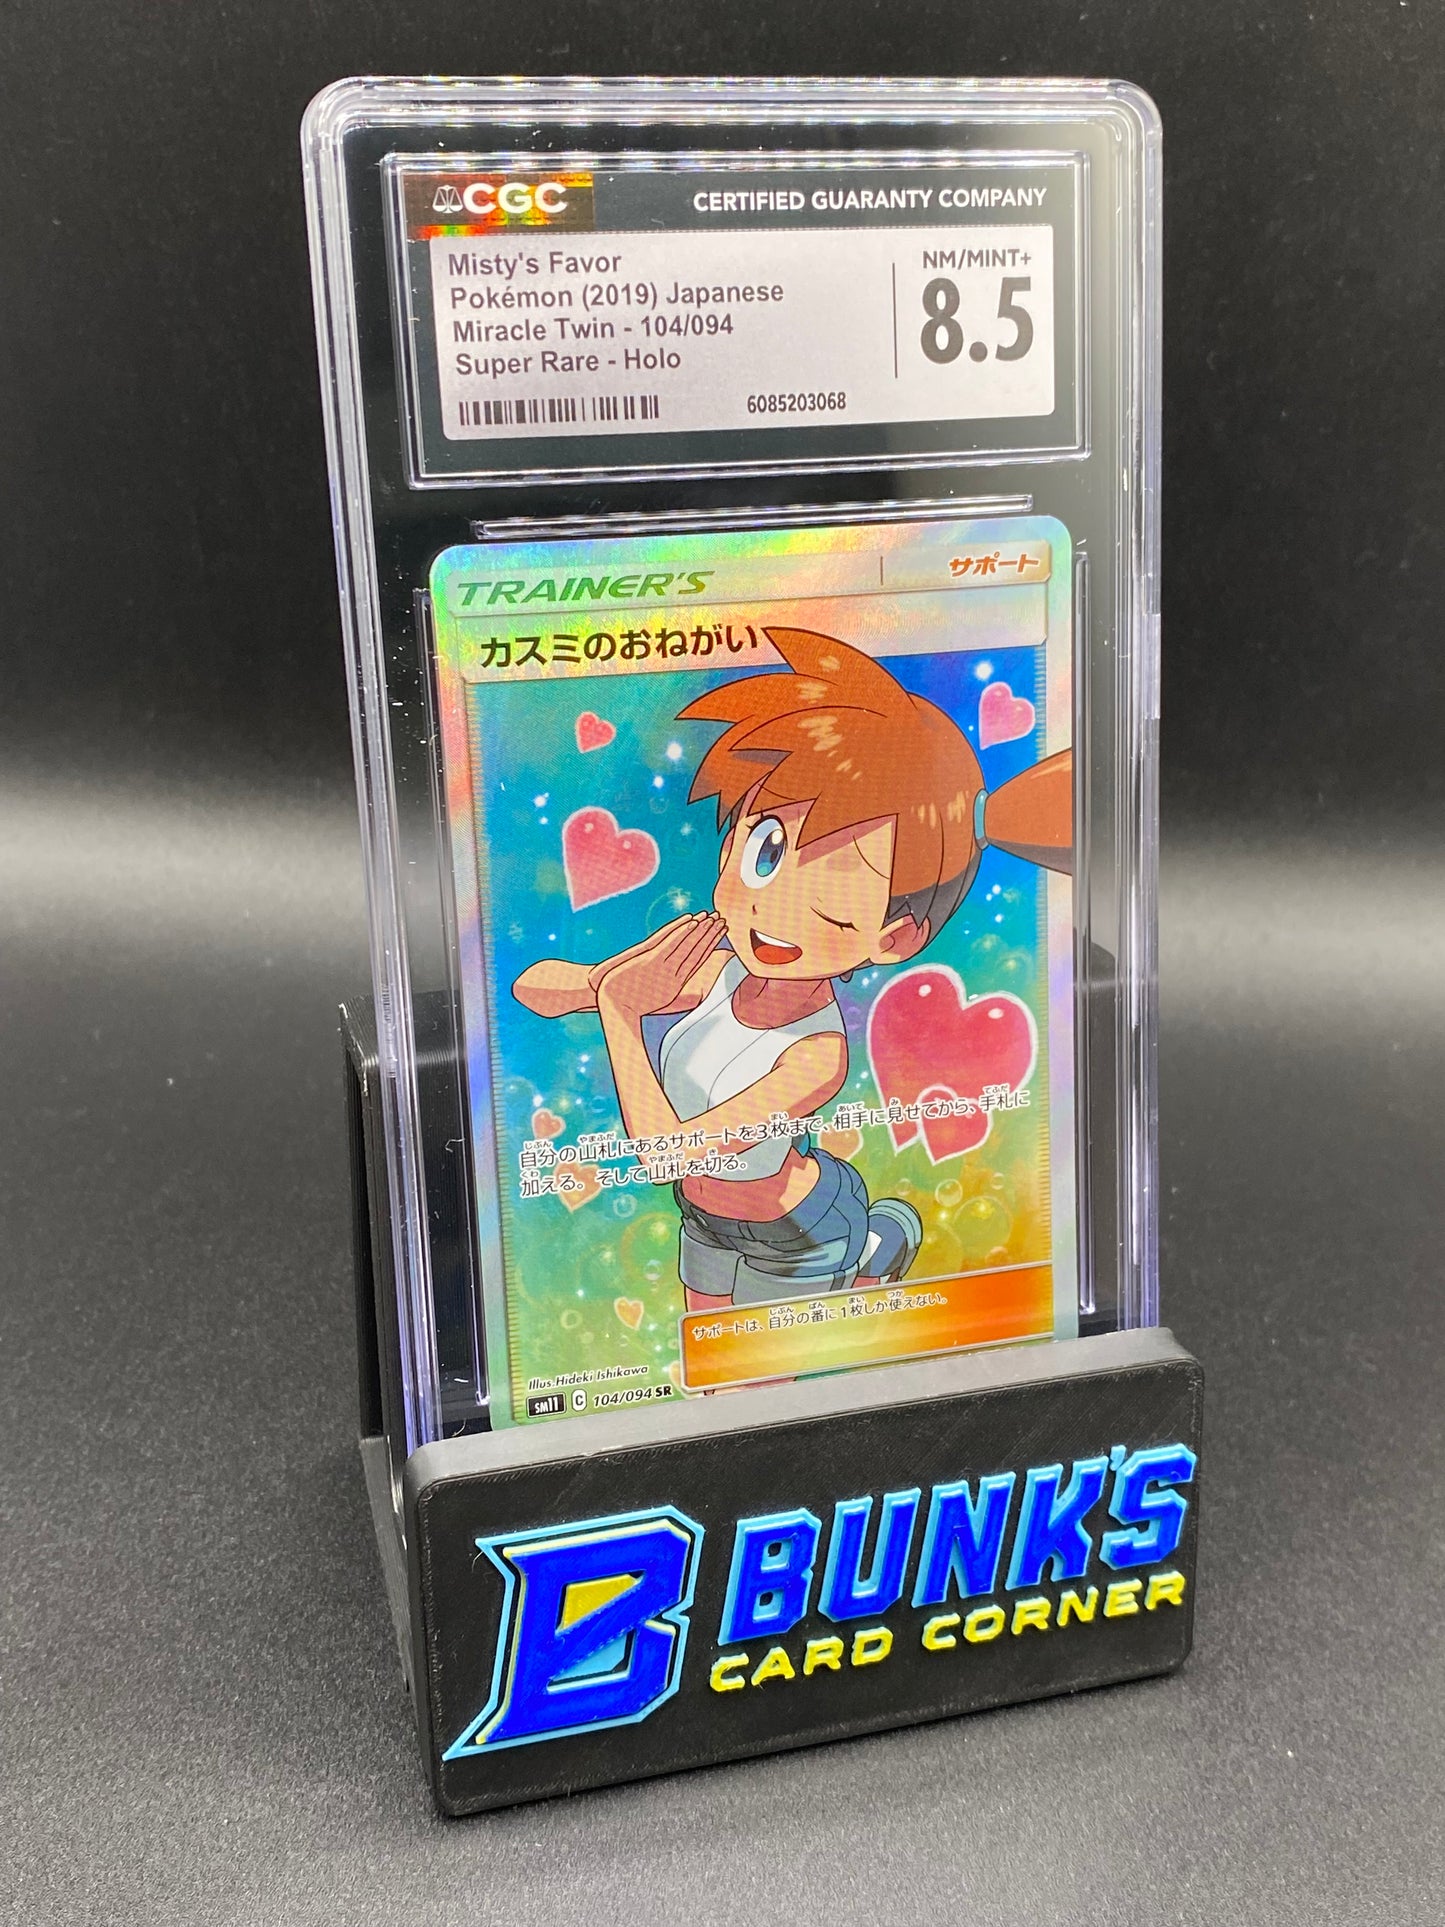 CGC
CERTIFIED GUARANTY COMPANY
Misty's Favor
Pokémon (2019) Japanese
Miracle Twin - 104/094
Super Rare - Holo
NM/MINT+
8.5
6085203068
TRAINER'S
サポート
カスミのおねがい
自分の山札にあるサポートを3枚まで、相手に見せてから、手札に
加える。そして山札を切る。
サポートは、自分の番に1枚しか使えない。
Illus. Hideki Ishikawa
sm11 C 104/094 SR
B
BUNK'S
CARD CORNER